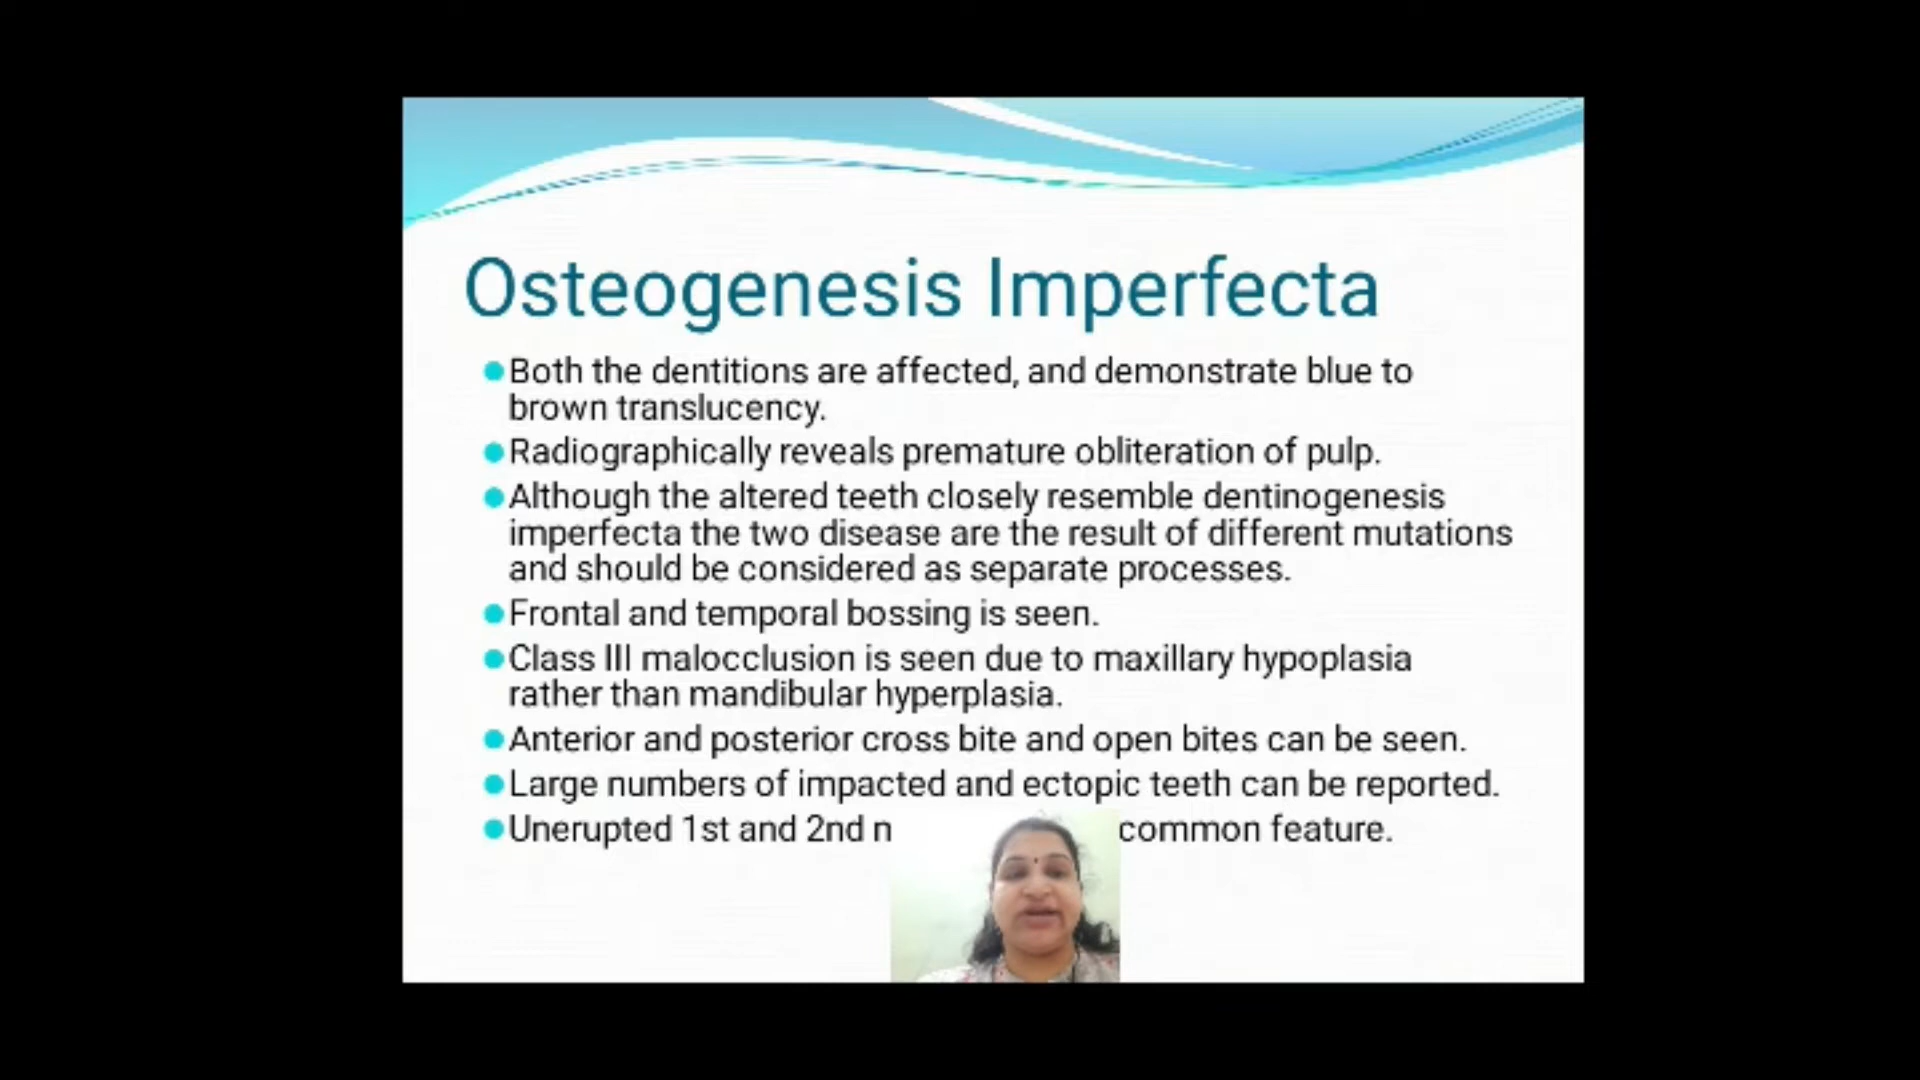 Osteogenesis Imperfecta
Both the dentitions are affected, and demonstrate blue to
brown translucency.
Radiographically reveals premature obliteration of pulp.
Although the altered teeth closely resemble dentinogenesis
imperfecta the two disease are the result of different mutations
and should be considered as separate processes.
Frontal and temporal bossing is seen.
Class III malocclusion is seen due to maxillary hypoplasia
rather than mandibular hyperplasia.
Anterior and posterior cross bite and open bites can be seen.
Large numbers of impacted and ectopic teeth can be reported.
Unerupted 1st and 2nd common feature.